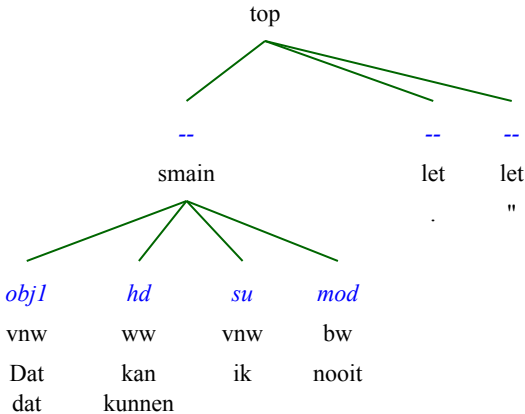 top
-- -- --
smain let let
. "
obj1 hd su mod
vnw ww vnw bw
Dat kan ik nooit
dat kunnen